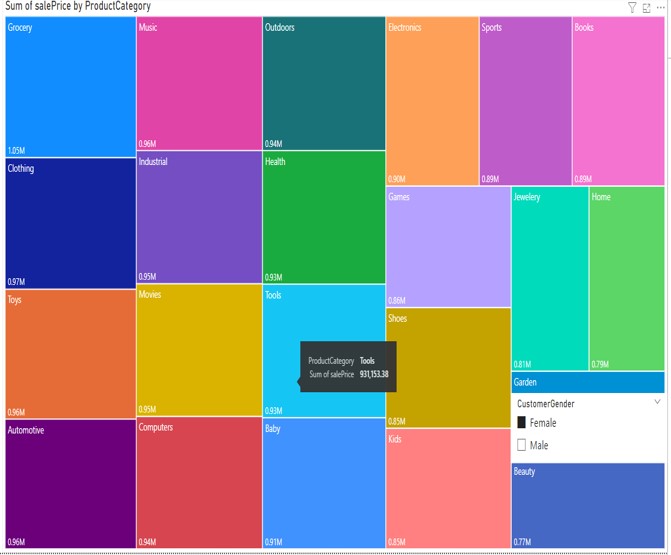 Sum of salePrice by ProductCategory
Grocery
1.05M
Clothing
0.97M
Toys
0.96M
Automotive
0.96M
Music
0.96M
Industrial
0.95M
Movies
0.95M
Computers
0.94M
Outdoors
0.94M
Health
0.93M
Tools
ProductCategory Tools
Sum of salePrice 931,153.38
0.93M
Baby
0.91M
Electronics
0.90M
Sports
0.89M
Books
0.89M
Games
0.86M
Shoes
0.85M
Kids
0.85M
Jewelery
0.81M
Home
0.79M
Garden
CustomerGender
Female
Male
Beauty
0.77M